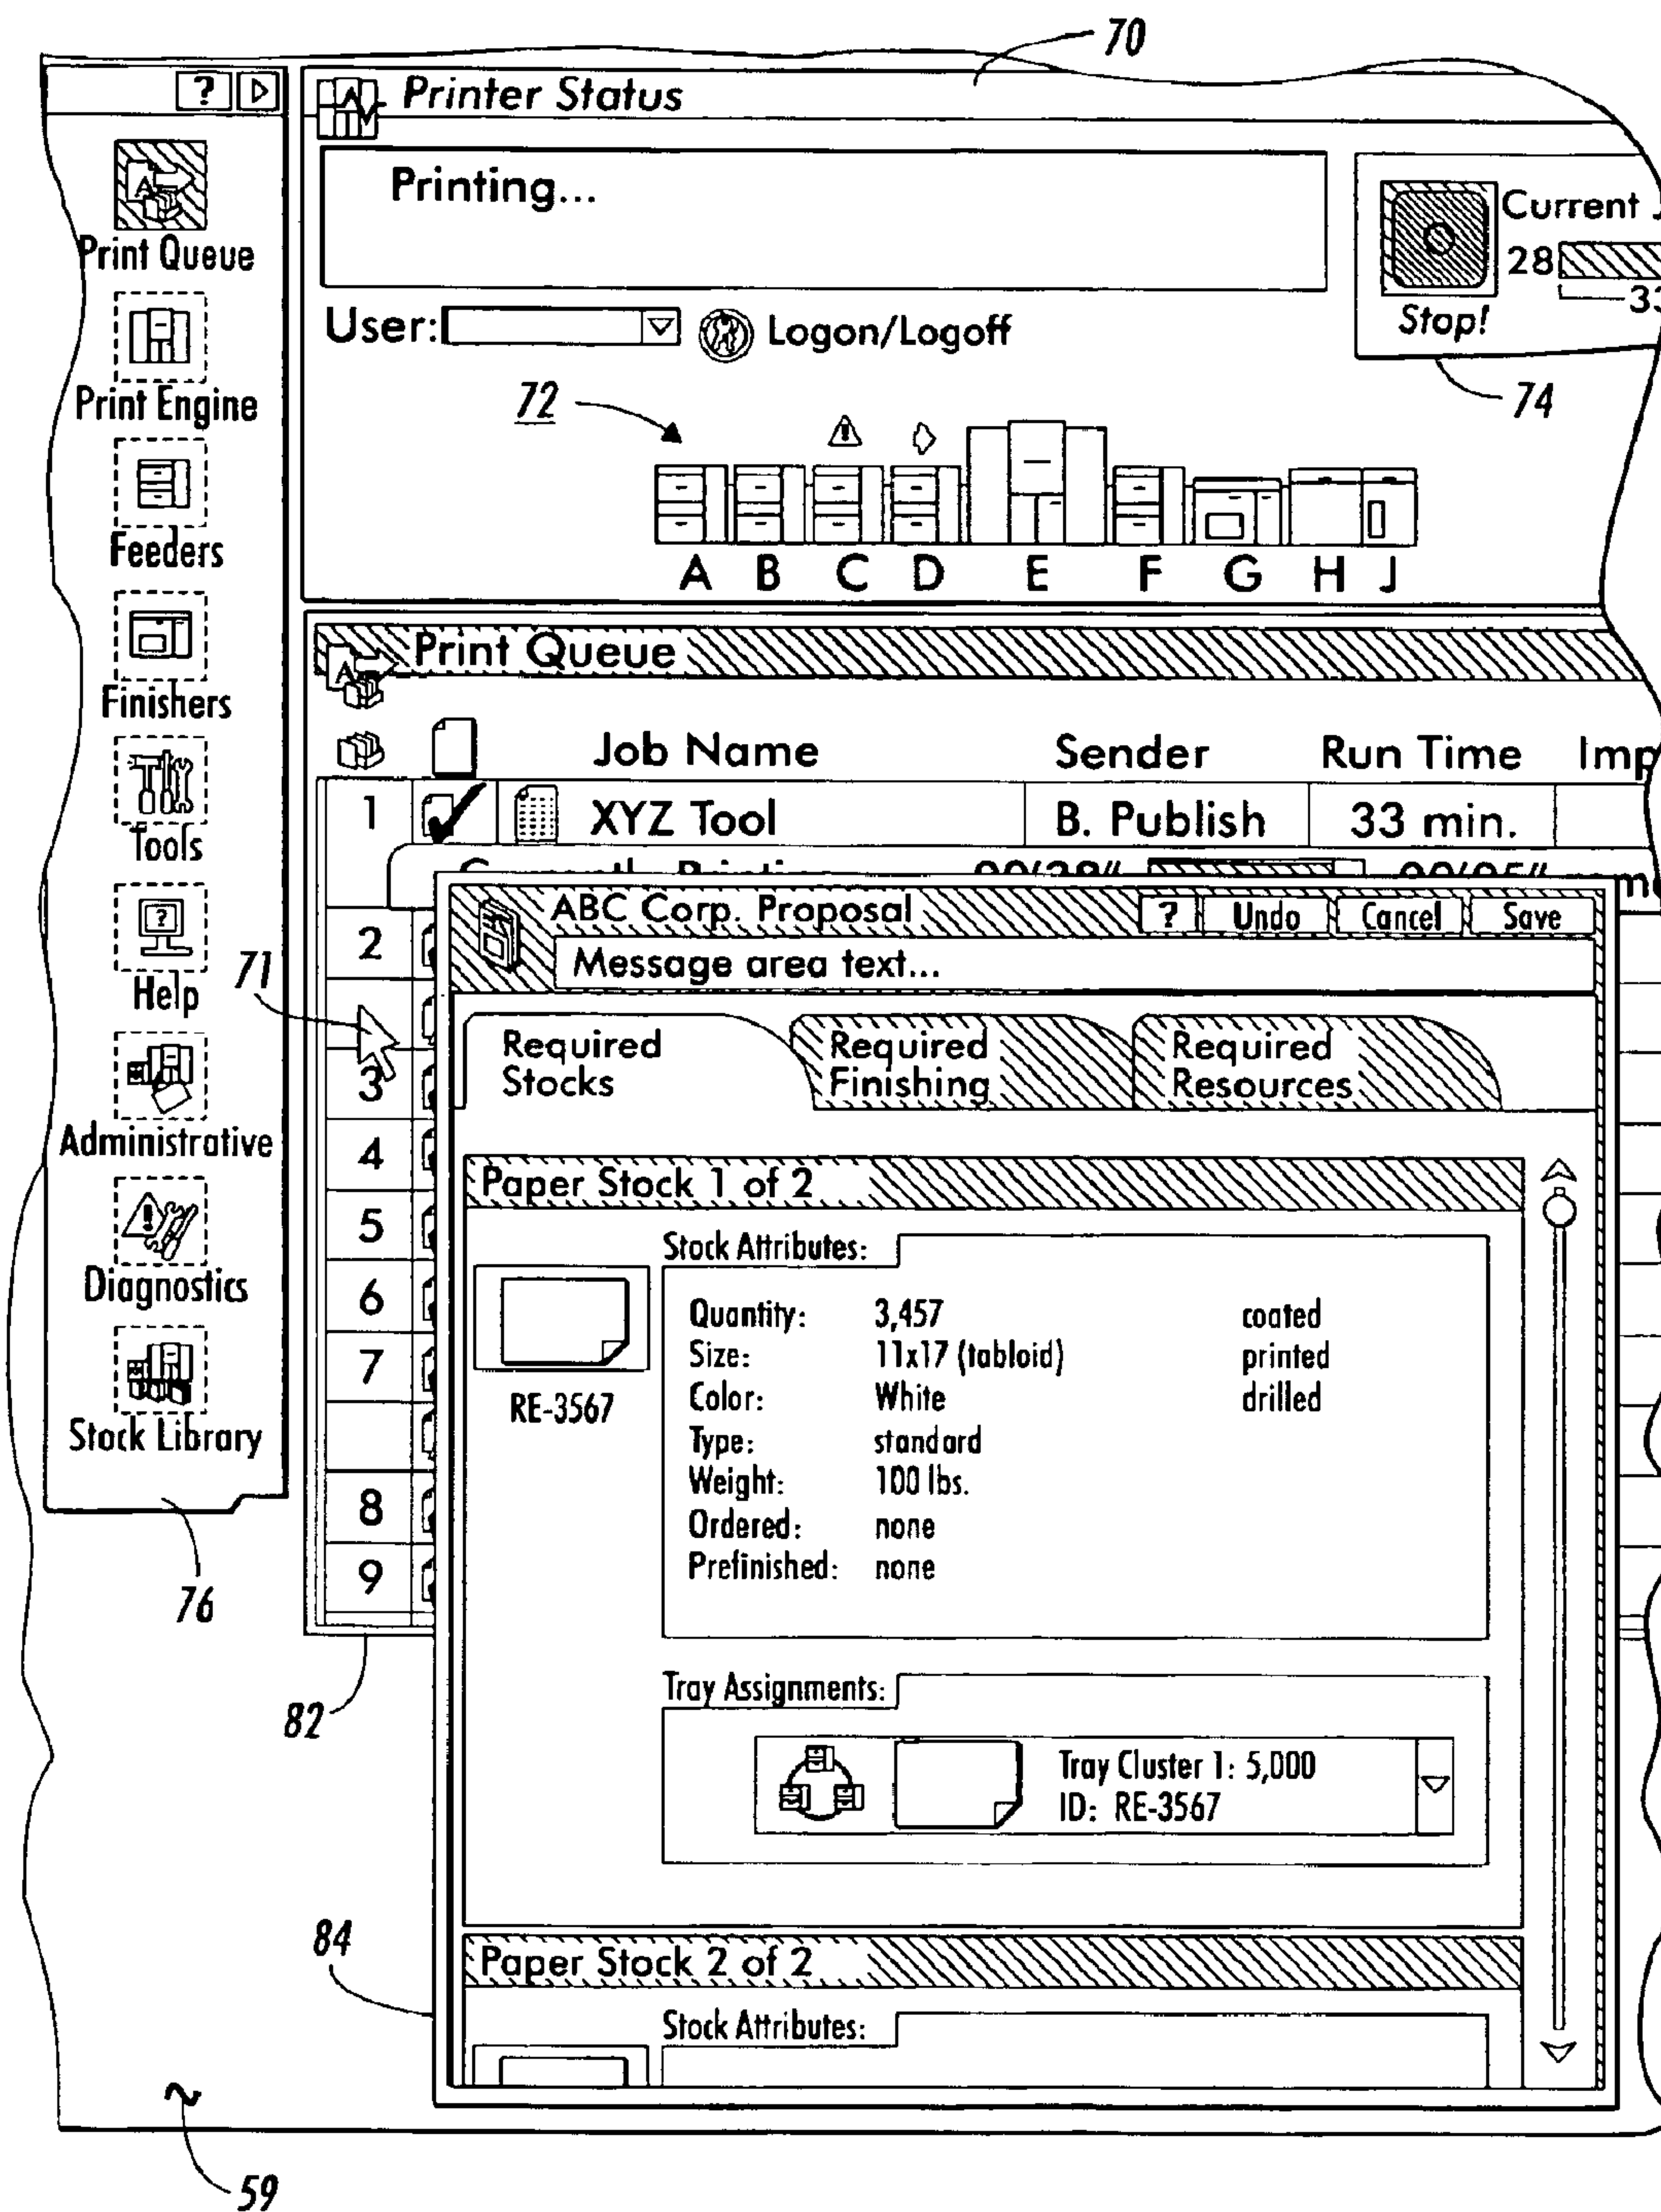 70
? 
Printer Status
Print Queue
Print Engine
Feeders
Finishers
Tools
?
Help
Administrative
Diagnostics
Stock Library
76
Printing...
Current
28
33
Stop!
74
User:
Logon/Logoff
72
A B C D E F G H J
Print Queue
Job Name Sender Run Time
1 XYZ Tool B. Publish 33 min.
Currently Printing
2
3
4
5
6
7
8
9
71
82
ABC Corp. Proposal ? Undo Cancel Save
Message area text...
Required
Stocks
Required
Finishing
Required
Resources
Paper Stock 1 of 2
RE-3567
Stock Attributes:
Quantity: 3,457 coated
Size: 11x17 (tabloid) printed
Color: White drilled
Type: standard
Weight: 100 lbs.
Ordered: none
Prefinished: none
Tray Assignments:
Tray Cluster 1: 5,000
ID: RE-3567
84
Paper Stock 2 of 2
Stock Attributes:
59